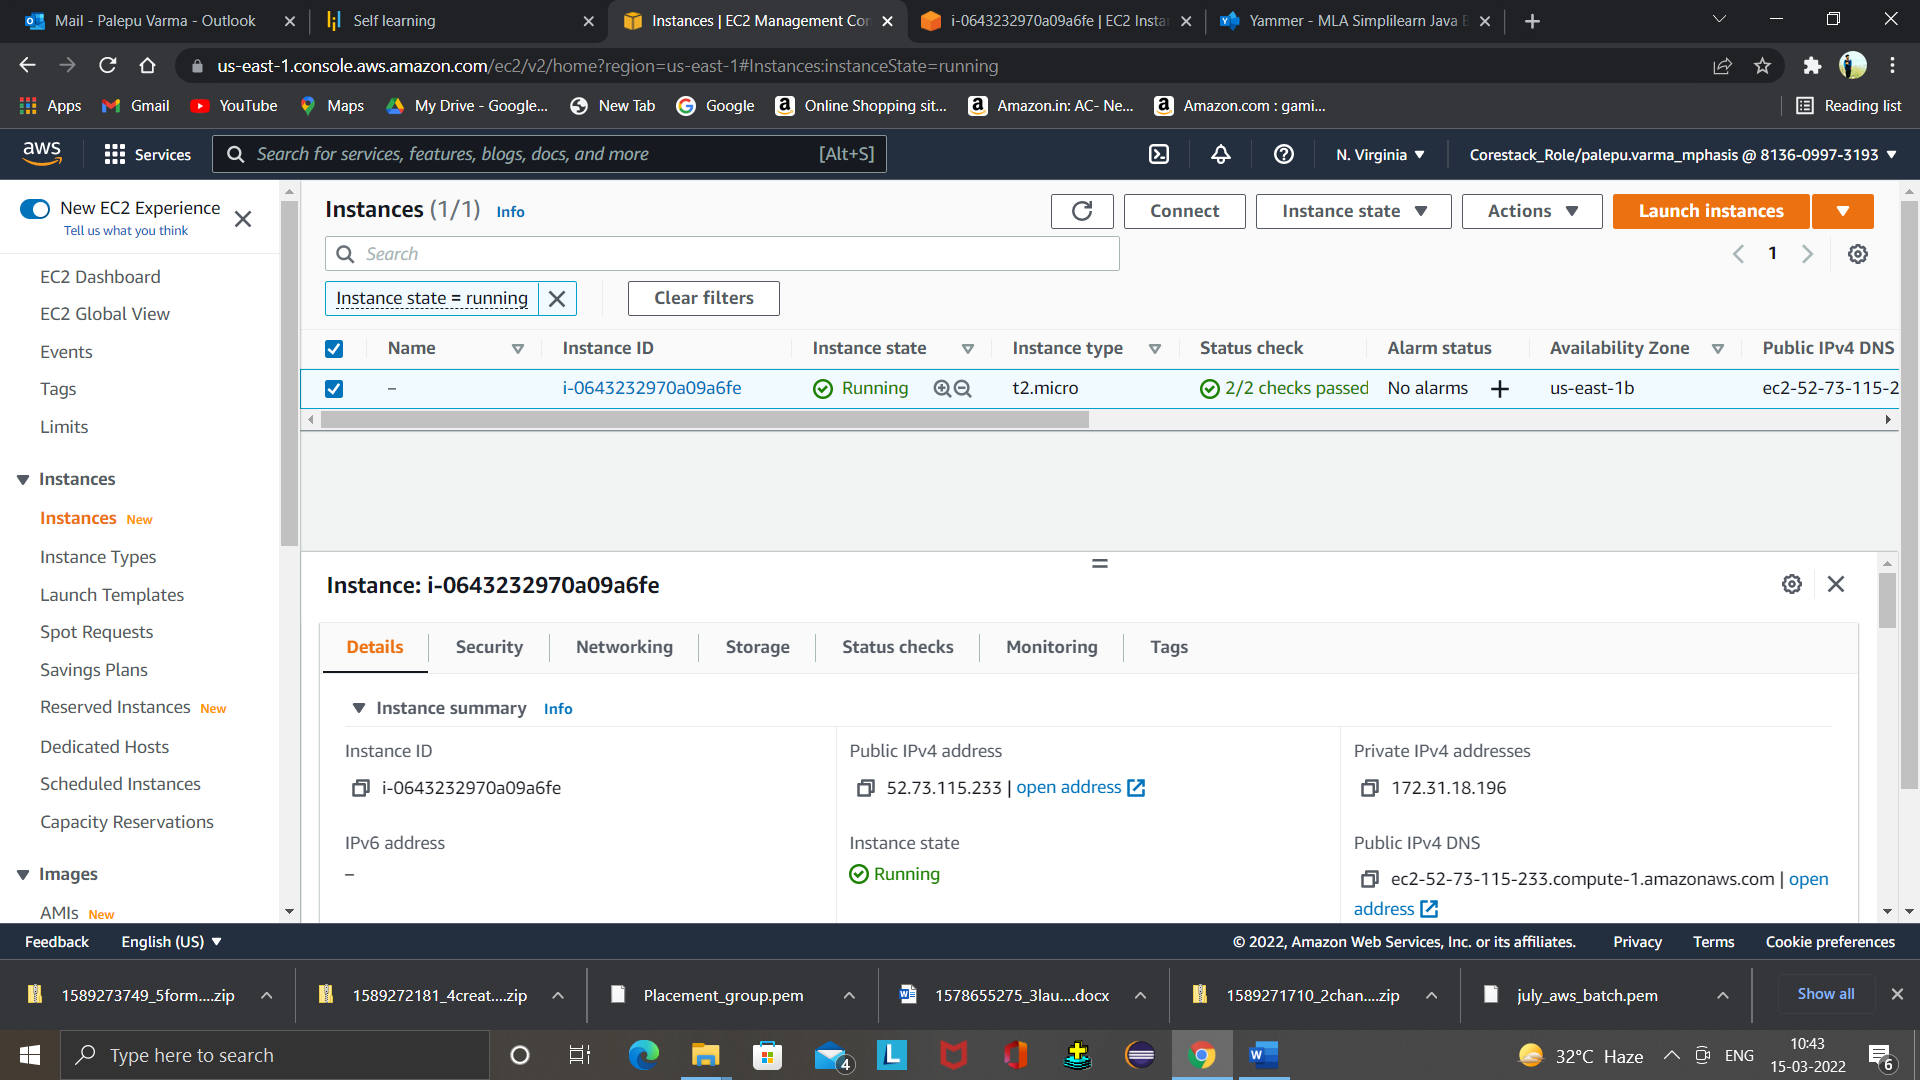 Mail - Palepu Varma - Outlook
Self learning
Instances | EC2 Management Con
i-0643232970a09a6fe | EC2 Instan
Yammer - MLA Simplilearn Java B
us-east-1.console.aws.amazon.com/ec2/v2/home?region=us-east-1#Instances:instanceState=running
Apps
Gmail
YouTube
Maps
My Drive - Google...
New Tab
Google
Online Shopping sit...
Amazon.in: AC- Ne...
Amazon.com : gami...
Reading list
aws
Services
Search for services, features, blogs, docs, and more
[Alt+S]
N. Virginia
Corestack_Role/palepu.varma_mphasis @ 8136-0997-3193
New EC2 Experience
Tell us what you think
EC2 Dashboard
EC2 Global View
Events
Tags
Limits
Instances
Instances New
Instance Types
Launch Templates
Spot Requests
Savings Plans
Reserved Instances New
Dedicated Hosts
Scheduled Instances
Capacity Reservations
Images
AMIs New
Instances (1/1) Info
Connect
Instance state
Actions
Launch instances
Search
1
Instance state = running
Clear filters
Name
Instance ID
Instance state
Instance type
Status check
Alarm status
Availability Zone
Public IPv4 DNS
–
i-0643232970a09a6fe
Running
t2.micro
2/2 checks passed
No alarms
us-east-1b
ec2-52-73-115-2
Instance: i-0643232970a09a6fe
Details
Security
Networking
Storage
Status checks
Monitoring
Tags
Instance summary Info
Instance ID
i-0643232970a09a6fe
Public IPv4 address
52.73.115.233 | open address
Private IPv4 addresses
172.31.18.196
IPv6 address
–
Instance state
Running
Public IPv4 DNS
ec2-52-73-115-233.compute-1.amazonaws.com | open
address
Feedback
English (US)
© 2022, Amazon Web Services, Inc. or its affiliates.
Privacy
Terms
Cookie preferences
1589273749_5form....zip
1589272181_4creat....zip
Placement_group.pem
1578655275_3lau....docx
1589271710_2chan....zip
july_aws_batch.pem
Show all
Type here to search
4
L
32°C Haze
ENG
10:43
15-03-2022
6